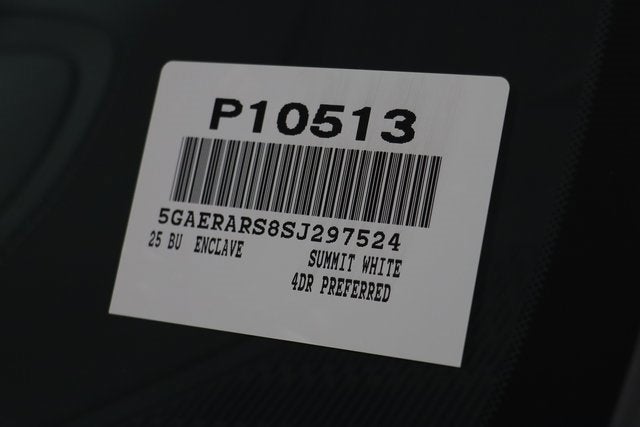 P10513
5GAERARS8SJ297524
25 BU ENCLAVE
SUMMIT WHITE
4DR PREFERRED